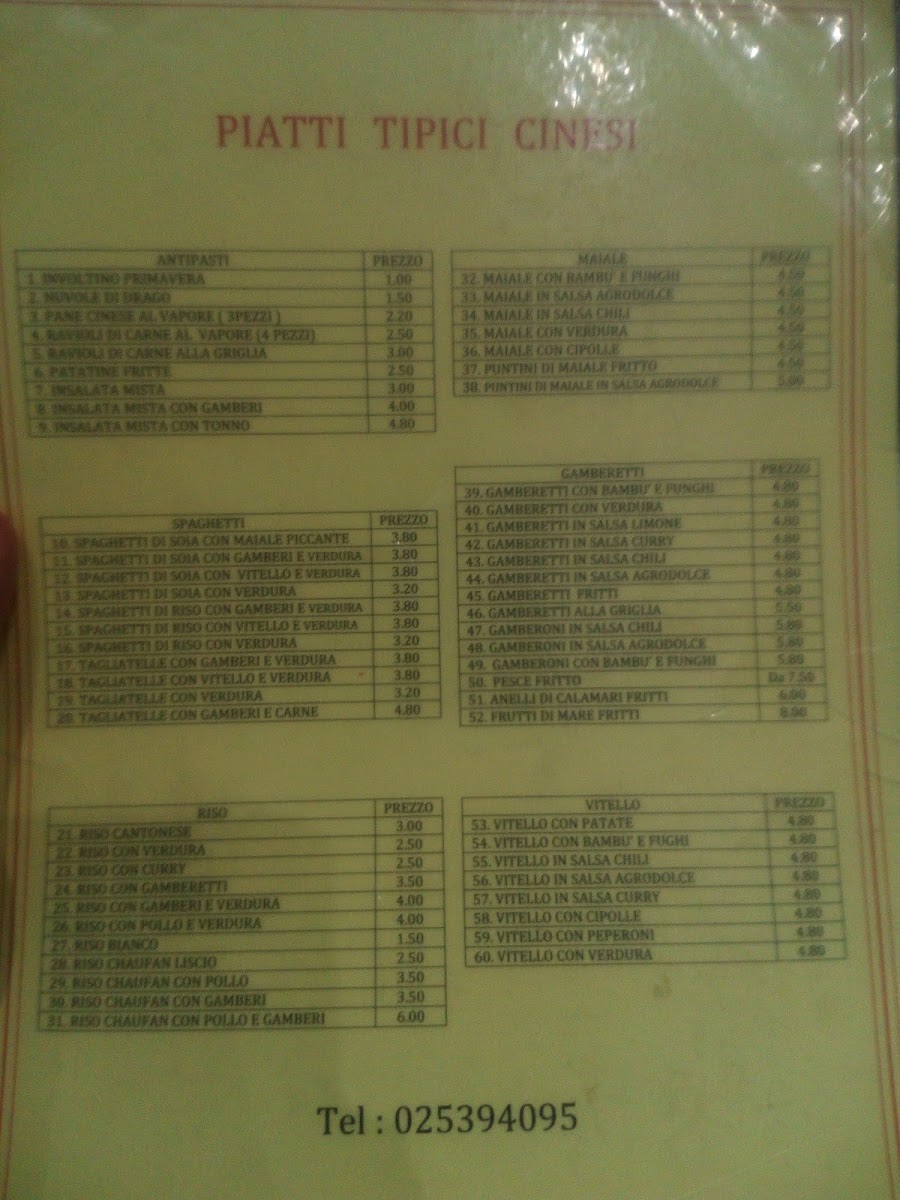 PIATTI TIPICI CINESI
ANTIPASTI PREZZO
1. INVOLTINO PRIMAVERA 1.00
2. NUVOLE DI DRAGO 1.50
3. PANE CINESE AL VAPORE ( 3PEZZI ) 2.20
4. RAVIOLI DI CARNE AL VAPORE (4 PEZZI) 2.50
5. RAVIOLI DI CARNE ALLA GRIGLIA 3.00
6. PATATINE FRITTE 2.50
7. INSALATA MISTA 3.00
8. INSALATA MISTA CON GAMBERI 4.00
9. INSALATA MISTA CON TONNO 4.80
SPAGHETTI PREZZO
10. SPAGHETTI DI SOIA CON MAIALE PICCANTE 3.80
11. SPAGHETTI DI SOIA CON GAMBERI E VERDURA 3.80
12. SPAGHETTI DI SOIA CON VITELLO E VERDURA 3.80
13. SPAGHETTI DI SOIA CON VERDURA 3.20
14. SPAGHETTI DI RISO CON GAMBERI E VERDURA 3.80
15. SPAGHETTI DI RISO CON VITELLO E VERDURA 3.80
16. SPAGHETTI DI RISO CON VERDURA 3.20
17. TAGLIATELLE CON GAMBERI E VERDURA 3.80
18. TAGLIATELLE CON VITELLO E VERDURA 3.80
19. TAGLIATELLE CON VERDURA 3.20
20. TAGLIATELLE CON GAMBERI E CARNE 4.80
RISO PREZZO
21. RISO CANTONESE 3.00
22. RISO CON VERDURA 2.50
23. RISO CON CURRY 2.50
24. RISO CON GAMBERETTI 3.50
25. RISO CON GAMBERI E VERDURA 4.00
26. RISO CON POLLO E VERDURA 4.00
27. RISO BIANCO 1.50
28. RISO CHAUFAN LISCIO 2.50
29. RISO CHAUFAN CON POLLO 3.50
30. RISO CHAUFAN CON GAMBERI 3.50
31. RISO CHAUFAN CON POLLO E GAMBERI 6.00
MAIALE PREZZO
32. MAIALE CON BAMBU' E FUNGHI 4.50
33. MAIALE IN SALSA AGRODOLCE 4.50
34. MAIALE IN SALSA CHILI 4.50
35. MAIALE CON VERDURA 4.50
36. MAIALE CON CIPOLLE 4.50
37. PUNTINI DI MAIALE FRITTO 4.50
38. PUNTINI DI MAIALE IN SALSA AGRODOLCE 5.00
GAMBERETTI PREZZO
39. GAMBERETTI CON BAMBU' E FUNGHI 4.80
40. GAMBERETTI CON VERDURA 4.80
41. GAMBERETTI IN SALSA LIMONE 4.80
42. GAMBERETTI IN SALSA CURRY 4.80
43. GAMBERETTI IN SALSA CHILI 4.80
44. GAMBERETTI IN SALSA AGRODOLCE 4.80
45. GAMBERETTI FRITTI 4.80
46. GAMBERETTI ALLA GRIGLIA 5.50
47. GAMBERONI IN SALSA CHILI 5.80
48. GAMBERONI IN SALSA AGRODOLCE 5.80
49. GAMBERONI CON BAMBU' E FUNGHI 5.80
50. PESCE FRITTO Da 7.50
51. ANELLI DI CALAMARI FRITTI 6.00
52. FRUTTI DI MARE FRITTI 8.00
VITELLO PREZZO
53. VITELLO CON PATATE 4.80
54. VITELLO CON BAMBU' E FUGHI 4.80
55. VITELLO IN SALSA CHILI 4.80
56. VITELLO IN SALSA AGRODOLCE 4.80
57. VITELLO IN SALSA CURRY 4.80
58. VITELLO CON CIPOLLE 4.80
59. VITELLO CON PEPERONI 4.80
60. VITELLO CON VERDURA 4.80
Tel : 025394095